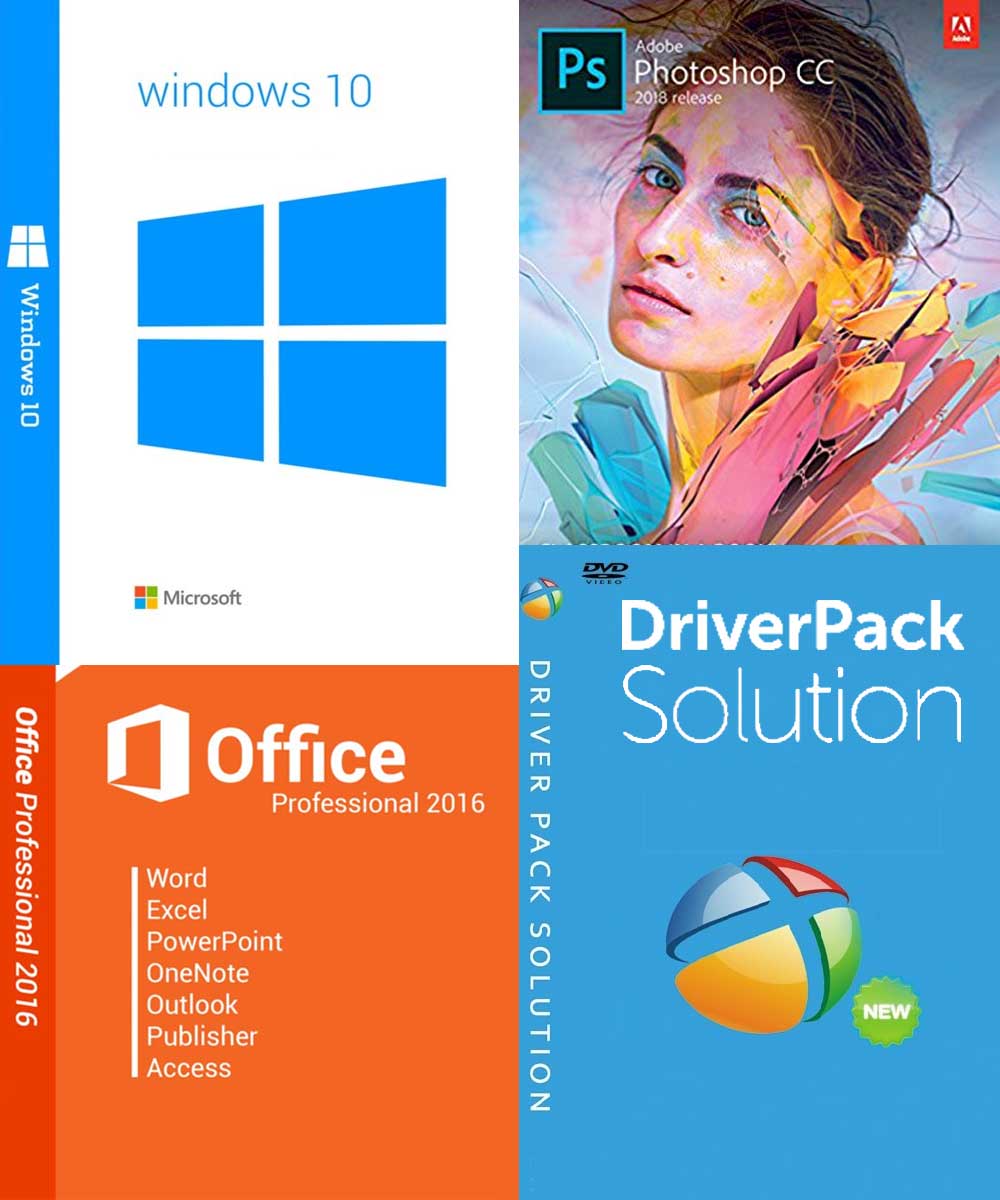 windows 10
Windows 10
Microsoft
Adobe
Photoshop CC
2018 release
Ps
Adobe
Office
Professional 2016
Office Professional 2016
Word
Excel
PowerPoint
OneNote
Outlook
Publisher
Access
DVD
VIDEO
DriverPack
Solution
DRIVER PACK SOLUTION
NEW